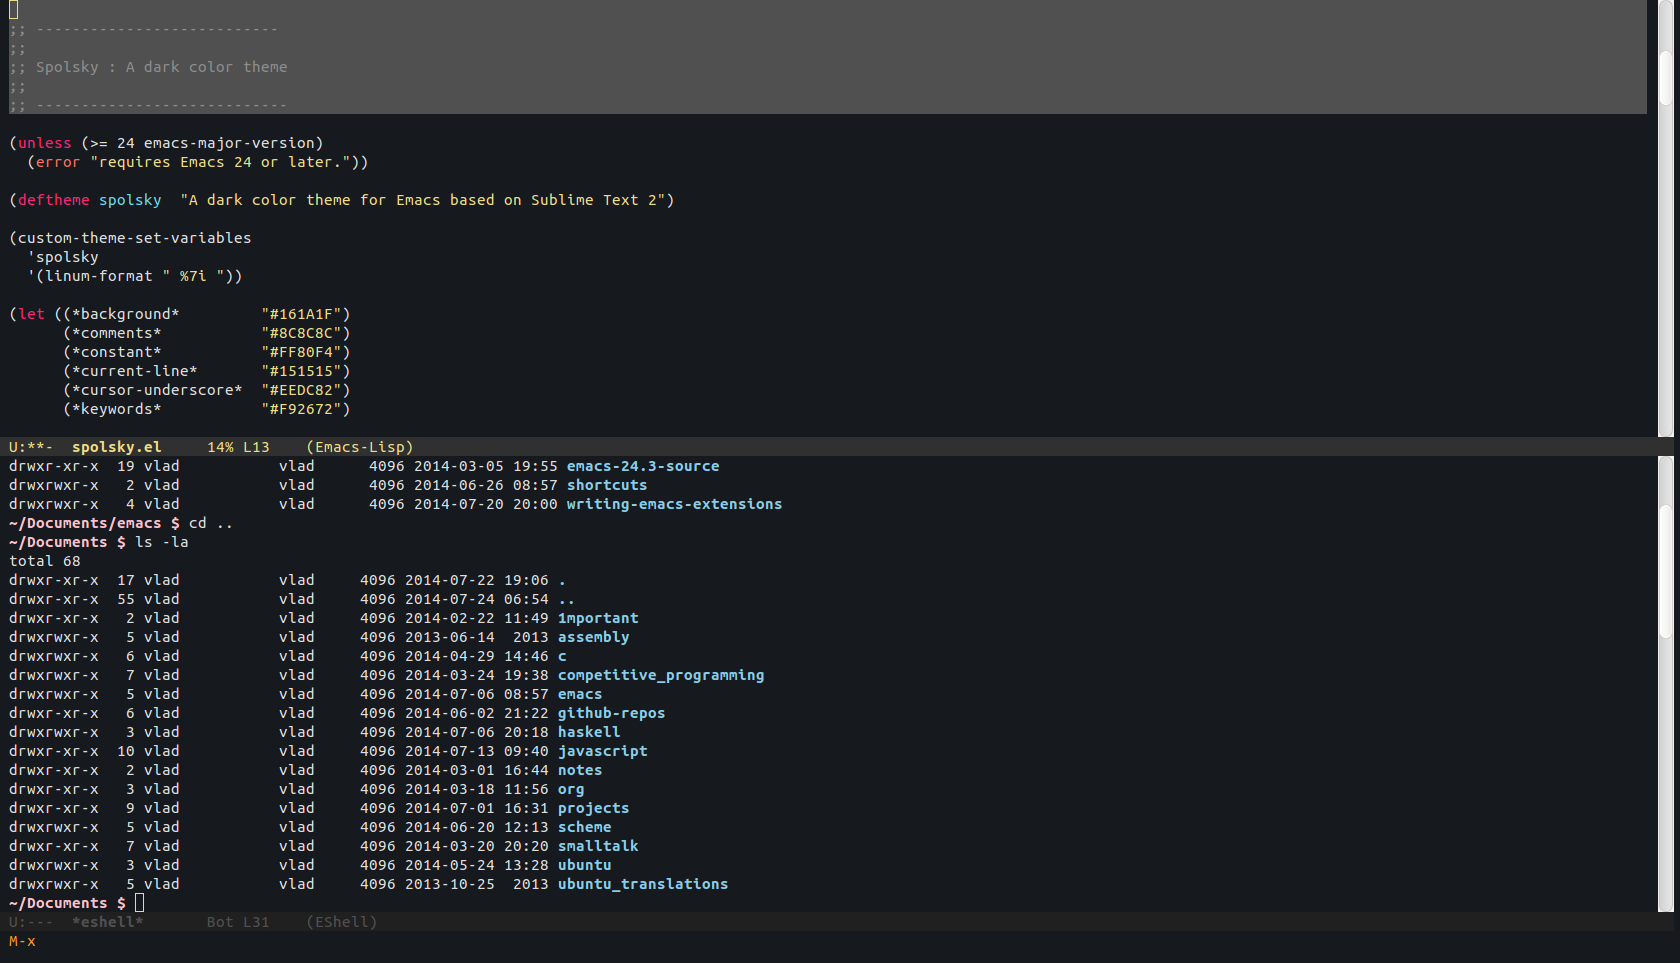 ;; ---------------------------
;;
;; Spolsky : A dark color theme
;;
;; ----------------------------
(unless (>= 24 emacs-major-version)
  (error "requires Emacs 24 or later."))
(deftheme spolsky  "A dark color theme for Emacs based on Sublime Text 2")
(custom-theme-set-variables
  'spolsky
  '(linum-format " %7i "))
(let ((*background*         "#161A1F")
      (*comments*           "#8C8C8C")
      (*constant*           "#FF80F4")
      (*current-line*       "#151515")
      (*cursor-underscore*  "#EEDC82")
      (*keywords*           "#F92672")
U:**-  spolsky.el     14% L13    (Emacs-Lisp)
drwxr-xr-x  19 vlad           vlad      4096 2014-03-05 19:55 emacs-24.3-source
drwxrwxr-x   2 vlad           vlad      4096 2014-06-26 08:57 shortcuts
drwxrwxr-x   4 vlad           vlad      4096 2014-07-20 20:00 writing-emacs-extensions
~/Documents/emacs $ cd ..
~/Documents $ ls -la
total 68
drwxr-xr-x  17 vlad           vlad     4096 2014-07-22 19:06 .
drwxr-xr-x  55 vlad           vlad     4096 2014-07-24 06:54 ..
drwxr-xr-x   2 vlad           vlad     4096 2014-02-22 11:49 1mportant
drwxrwxr-x   5 vlad           vlad     4096 2013-06-14  2013 assembly
drwxrwxr-x   6 vlad           vlad     4096 2014-04-29 14:46 c
drwxrwxr-x   7 vlad           vlad     4096 2014-03-24 19:38 competitive_programming
drwxrwxr-x   5 vlad           vlad     4096 2014-07-06 08:57 emacs
drwxrwxr-x   6 vlad           vlad     4096 2014-06-02 21:22 github-repos
drwxrwxr-x   3 vlad           vlad     4096 2014-07-06 20:18 haskell
drwxrwxr-x  10 vlad           vlad     4096 2014-07-13 09:40 javascript
drwxrwxr-x   2 vlad           vlad     4096 2014-03-01 16:44 notes
drwxr-xr-x   3 vlad           vlad     4096 2014-03-18 11:56 org
drwxrwxr-x   9 vlad           vlad     4096 2014-07-01 16:31 projects
drwxrwxr-x   5 vlad           vlad     4096 2014-06-20 12:13 scheme
drwxrwxr-x   7 vlad           vlad     4096 2014-03-20 20:20 smalltalk
drwxrwxr-x   3 vlad           vlad     4096 2014-05-24 13:28 ubuntu
drwxrwxr-x   5 vlad           vlad     4096 2013-10-25  2013 ubuntu_translations
~/Documents $
U:---  *eshell*       Bot L31    (EShell)
M-x